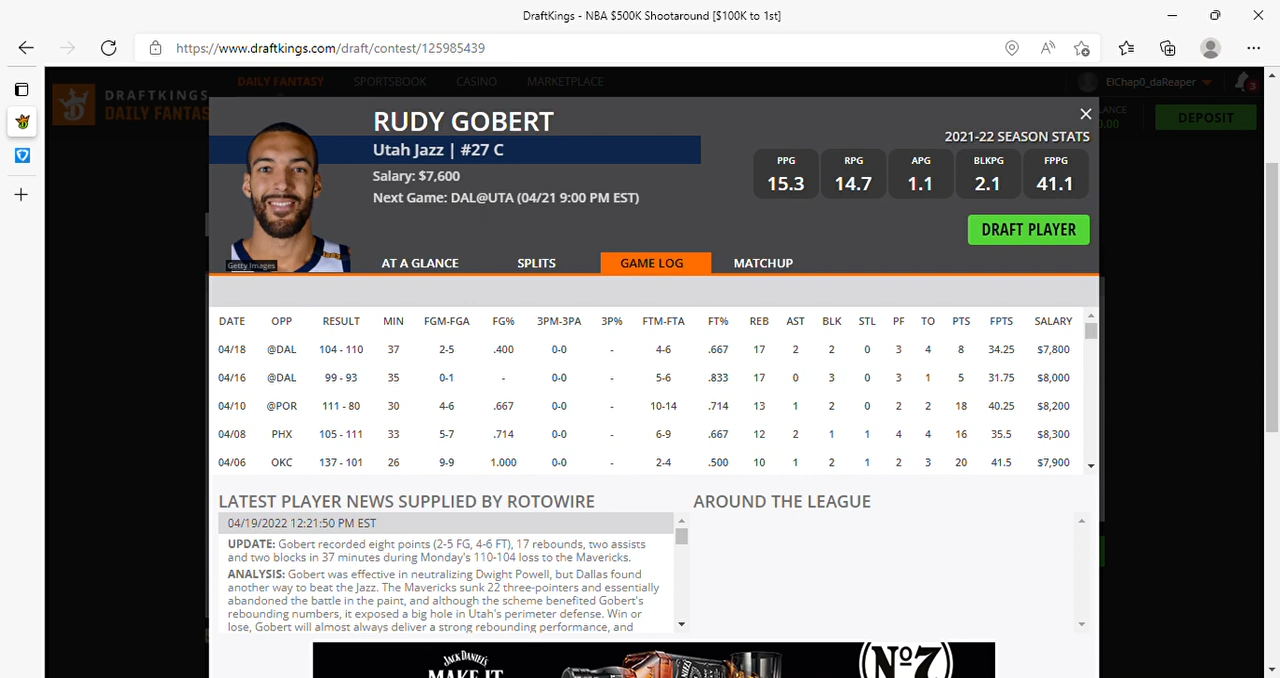 DraftKings - NBA $500K Shootaround [$100K to 1st]
https://www.draftkings.com/draft/contest/125985439
DAILY FANTASY SPORTSBOOK CASINO MARKETPLACE
ElChap0_daReaper
3
DRAFTKINGS
DAILY FANTAS
DEPOSIT
RUDY GOBERT
Utah Jazz | #27 C
Salary: $7,600
Next Game: DAL@UTA (04/21 9:00 PM EST)
Getty Images
2021-22 SEASON STATS
PPG RPG APG BLKPG FPPG
15.3 14.7 1.1 2.1 41.1
DRAFT PLAYER
AT A GLANCE SPLITS GAME LOG MATCHUP
DATE OPP RESULT MIN FGM-FGA FG% 3PM-3PA 3P% FTM-FTA FT% REB AST BLK STL PF TO PTS FPTS SALARY
04/18 @DAL 104 - 110 37 2-5 .400 0-0 - 4-6 .667 17 2 2 0 3 4 8 34.25 $7,800
04/16 @DAL 99 - 93 35 0-1 - 0-0 - 5-6 .833 17 0 3 0 3 1 5 31.75 $8,000
04/10 @POR 111 - 80 30 4-6 .667 0-0 - 10-14 .714 13 1 2 0 2 2 18 40.25 $8,200
04/08 PHX 105 - 111 33 5-7 .714 0-0 - 6-9 .667 12 2 1 1 4 4 16 35.5 $8,300
04/06 OKC 137 - 101 26 9-9 1.000 0-0 - 2-4 .500 10 1 2 1 2 3 20 41.5 $7,900
LATEST PLAYER NEWS SUPPLIED BY ROTOWIRE
04/19/2022 12:21:50 PM EST
UPDATE: Gobert recorded eight points (2-5 FG, 4-6 FT), 17 rebounds, two assists
and two blocks in 37 minutes during Monday's 110-104 loss to the Mavericks.
ANALYSIS: Gobert was effective in neutralizing Dwight Powell, but Dallas found
another way to beat the Jazz. The Mavericks sunk 22 three-pointers and essentially
abandoned the battle in the paint, and although the scheme benefited Gobert's
rebounding numbers, it exposed a big hole in Utah's perimeter defense. Win or
lose, Gobert will almost always deliver a strong rebounding performance, and
AROUND THE LEAGUE
JACK DANIEL'S
MAKE IT
Nº7